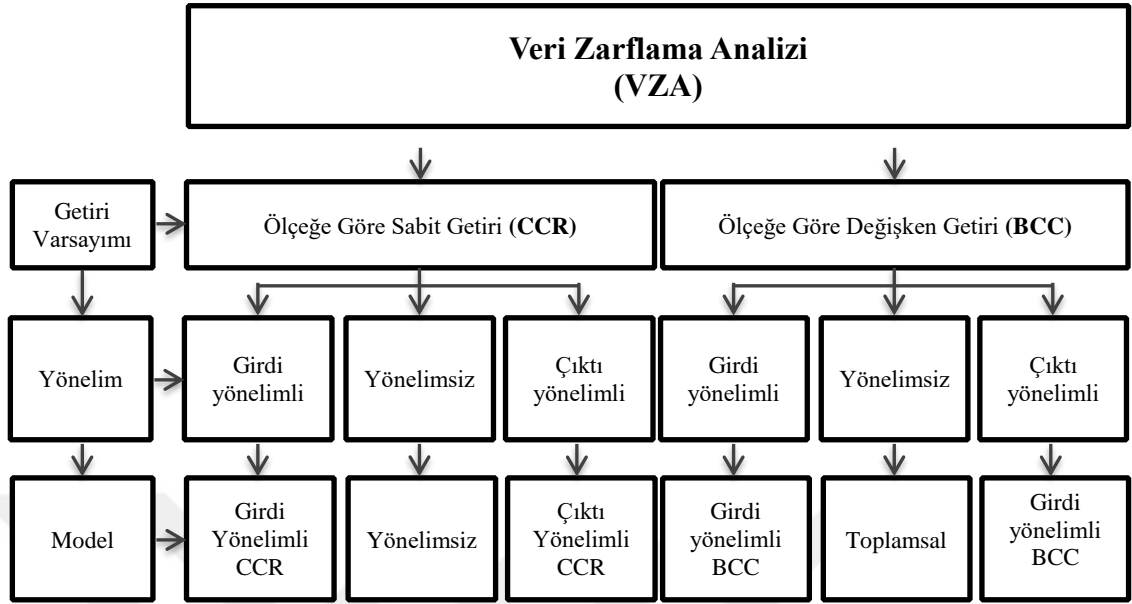 Veri Zarflama Analizi
(VZA)
Getiri
Varsayımı
Ölçeğe Göre Sabit Getiri (CCR)
Ölçeğe Göre Değişken Getiri (BCC)
Yönelim
Girdi
yönelimli
Yönelimsiz
Çıktı
yönelimli
Girdi
yönelimli
Yönelimsiz
Çıktı
yönelimli
Model
Girdi
Yönelimli
CCR
Yönelimsiz
Çıktı
Yönelimli
CCR
Girdi
yönelimli
BCC
Toplamsal
Girdi
yönelimli
BCC